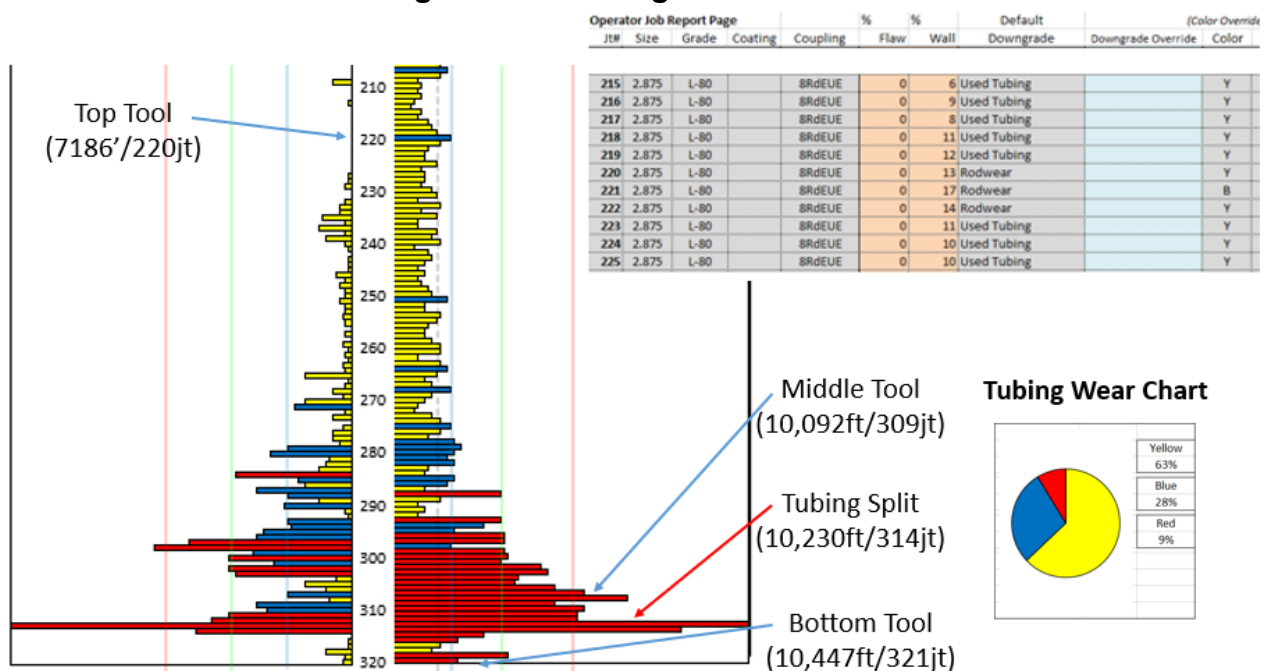 Operator Job Report Page % % Default (Color Override
Jt# Size Grade Coating Coupling Flaw Wall Downgrade Downgrade Override Color
215 2.875 L-80 8RdEUE 0 6 Used Tubing Y
216 2.875 L-80 8RdEUE 0 9 Used Tubing Y
217 2.875 L-80 8RdEUE 0 8 Used Tubing Y
218 2.875 L-80 8RdEUE 0 11 Used Tubing Y
219 2.875 L-80 8RdEUE 0 12 Used Tubing Y
220 2.875 L-80 8RdEUE 0 13 Rodwear Y
221 2.875 L-80 8RdEUE 0 17 Rodwear B
222 2.875 L-80 8RdEUE 0 14 Rodwear Y
223 2.875 L-80 8RdEUE 0 11 Used Tubing Y
224 2.875 L-80 8RdEUE 0 10 Used Tubing Y
225 2.875 L-80 8RdEUE 0 10 Used Tubing Y
Top Tool
(7186’/220jt)
210
220
230
240
250
260
270
280
290
300
310
320
Middle Tool
(10,092ft/309jt)
Tubing Split
(10,230ft/314jt)
Bottom Tool
(10,447ft/321jt)
Tubing Wear Chart
Yellow
63%
Blue
28%
Red
9%